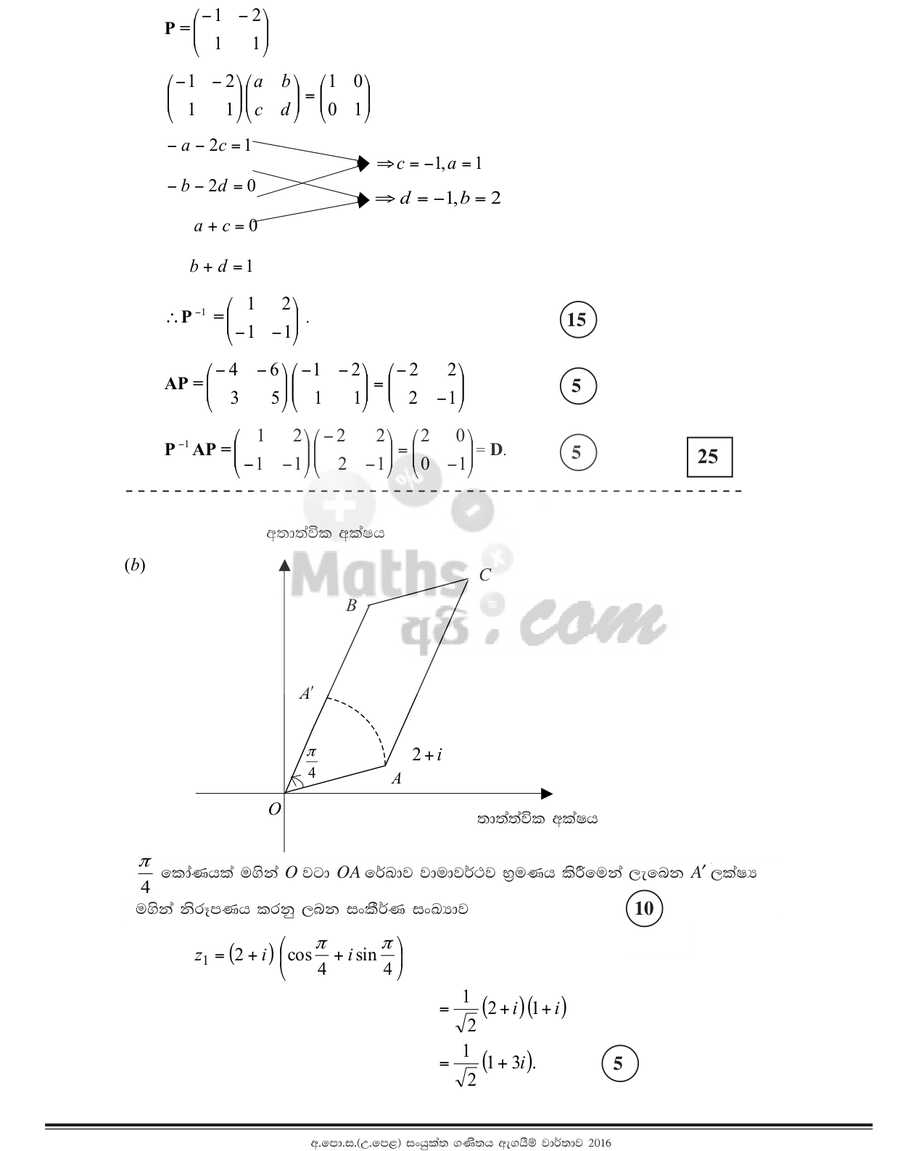 P = ( −1 −2 ; 1 1 )
( −1 −2 ; 1 1 ) ( a b ; c d ) = ( 1 0 ; 0 1 )
− a − 2c = 1
⇒ c = −1, a = 1
− b − 2d = 0
⇒ d = −1, b = 2
a + c = 0
b + d = 1
∴ P⁻¹ = ( 1 2 ; −1 −1 ) . 15
AP = ( −4 −6 ; 3 5 ) ( −1 −2 ; 1 1 ) = ( −2 2 ; 2 −1 ) 5
P⁻¹ AP = ( 1 2 ; −1 −1 ) ( −2 2 ; 2 −1 ) = ( 2 0 ; 0 −1 ) = D. 5 25
අතාත්වික අක්ෂය
(b)
Maths
අපි . com
C
B
A′
π/4
2 + i
A
O
තාත්ත්වික අක්ෂය
π/4 කෝණයක් මගින් O වටා OA රේඛාව වාමාවර්ථව භ්‍රමණය කිරීමෙන් ලැබෙන A′ ලක්ෂ්‍ය
මගින් නිරූපණය කරනු ලබන සංකීර්ණ සංඛ්‍යාව 10
z₁ = (2 + i) ( cos π/4 + i sin π/4 )
= 1/√2 (2 + i)(1 + i)
= 1/√2 (1 + 3i). 5
අ.පො.ස.(උ.පෙළ) සංයුක්ත ගණිතය ඇගයීම් වාර්තාව 2016